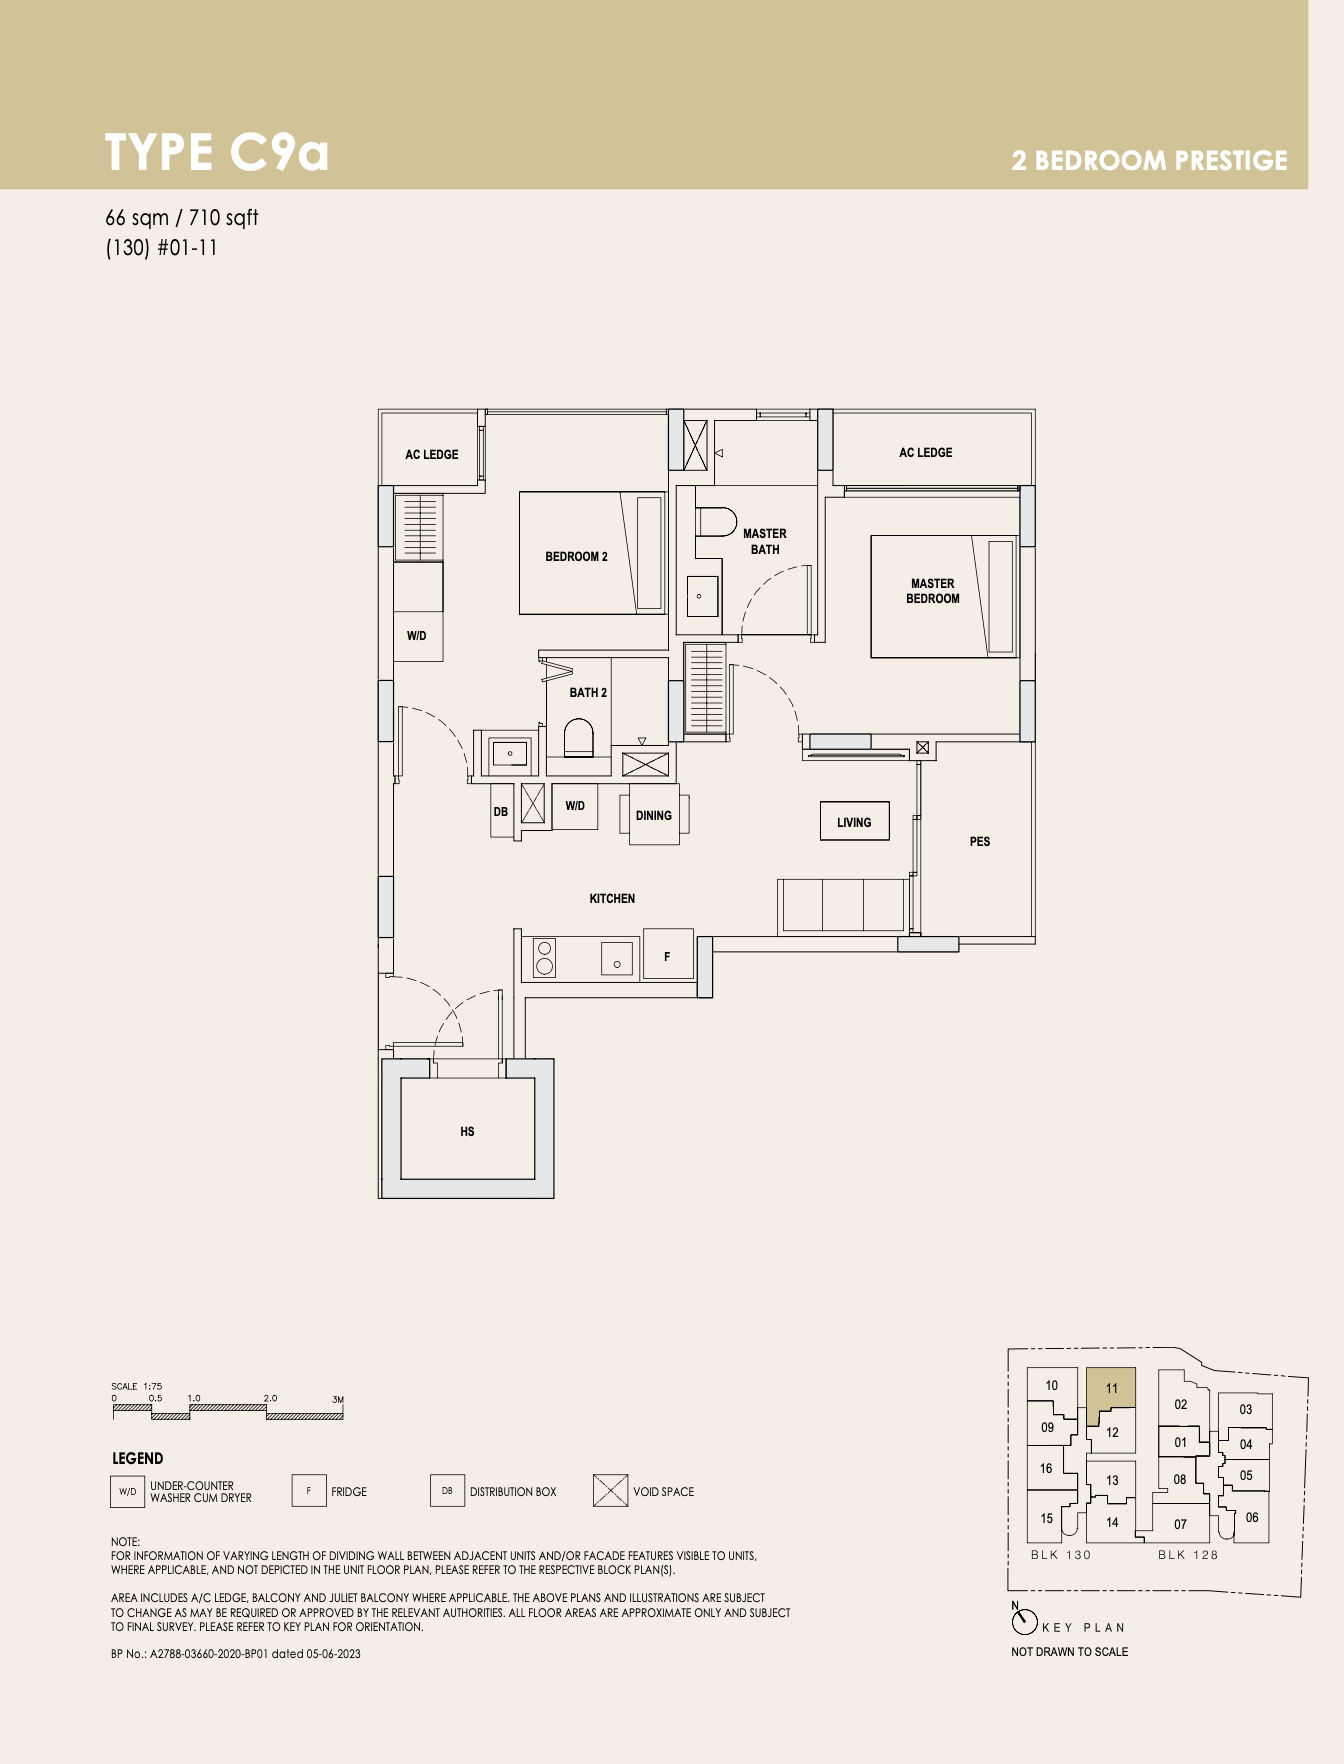 TYPE C9a
2 BEDROOM PRESTIGE
66 sqm / 710 sqft
(130) #01-11
AC LEDGE
AC LEDGE
BEDROOM 2
MASTER
BATH
MASTER
BEDROOM
W/D
BATH 2
DB
W/D
DINING
LIVING
PES
KITCHEN
F
HS
SCALE 1:75
0 0.5 1.0 2.0 3M
LEGEND
W/D
UNDER-COUNTER
WASHER CUM DRYER
F
FRIDGE
DB
DISTRIBUTION BOX
VOID SPACE
NOTE:
FOR INFORMATION OF VARYING LENGTH OF DIVIDING WALL BETWEEN ADJACENT UNITS AND/OR FACADE FEATURES VISIBLE TO UNITS,
WHERE APPLICABLE, AND NOT DEPICTED IN THE UNIT FLOOR PLAN, PLEASE REFER TO THE RESPECTIVE BLOCK PLAN(S).
AREA INCLUDES A/C LEDGE, BALCONY AND JULIET BALCONY WHERE APPLICABLE. THE ABOVE PLANS AND ILLUSTRATIONS ARE SUBJECT
TO CHANGE AS MAY BE REQUIRED OR APPROVED BY THE RELEVANT AUTHORITIES. ALL FLOOR AREAS ARE APPROXIMATE ONLY AND SUBJECT
TO FINAL SURVEY. PLEASE REFER TO KEY PLAN FOR ORIENTATION.
BP No.: A2788-03660-2020-BP01 dated 05-06-2023
10
11
02
03
09
12
01
04
16
13
08
05
15
14
07
06
BLK 130
BLK 128
N
KEY PLAN
NOT DRAWN TO SCALE